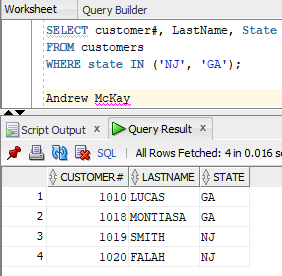 Worksheet Query Builder
SELECT customer#, LastName, State
FROM customers
WHERE state IN ('NJ', 'GA');
Andrew McKay
Script Output x Query Result x
SQL | All Rows Fetched: 4 in 0.016 s
CUSTOMER# LASTNAME STATE
1 1010 LUCAS GA
2 1018 MONTIASA GA
3 1019 SMITH NJ
4 1020 FALAH NJ